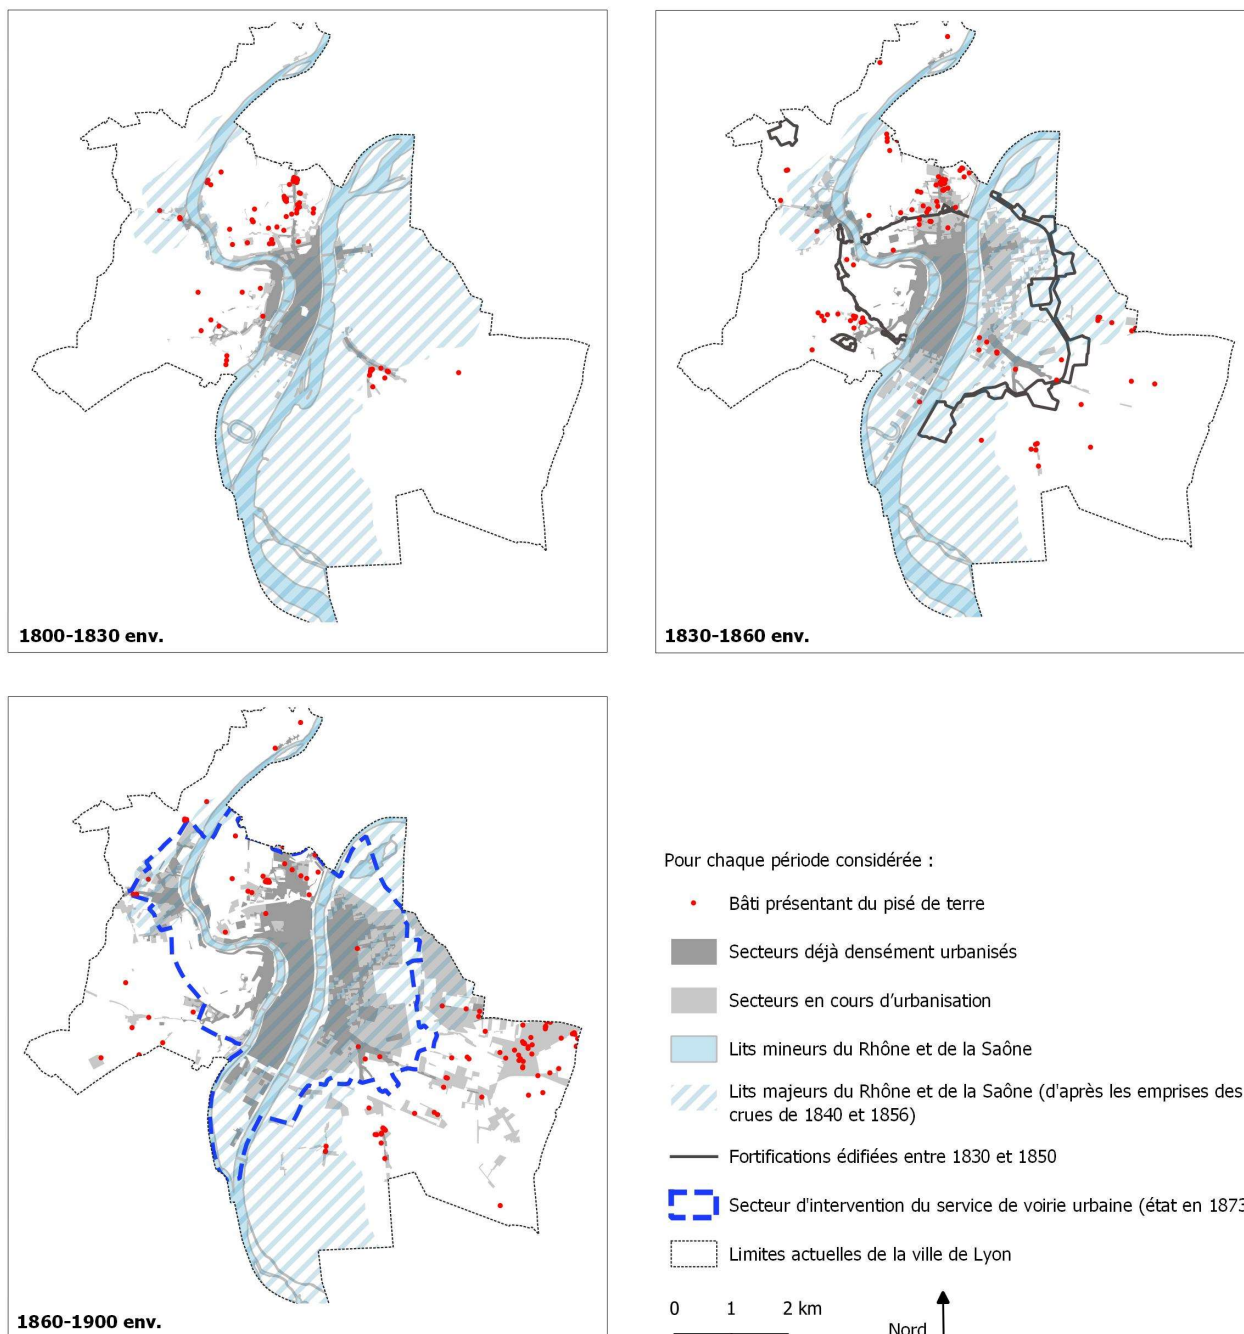 1800-1830 env.
1830-1860 env.
1860-1900 env.
Pour chaque période considérée :
Bâti présentant du pisé de terre
Secteurs déjà densément urbanisés
Secteurs en cours d'urbanisation
Lits mineurs du Rhône et de la Saône
Lits majeurs du Rhône et de la Saône (d'après les emprises des
crues de 1840 et 1856)
Fortifications édifiées entre 1830 et 1850
Secteur d'intervention du service de voirie urbaine (état en 1873
Limites actuelles de la ville de Lyon
0 1 2 km
Nord